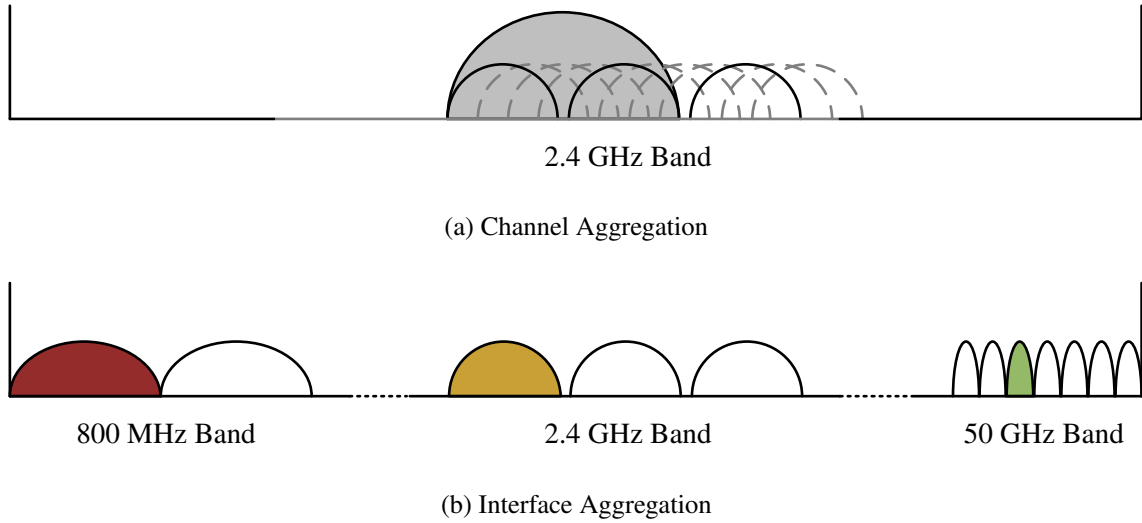 2.4 GHz Band
(a) Channel Aggregation
800 MHz Band 2.4 GHz Band 50 GHz Band
(b) Interface Aggregation